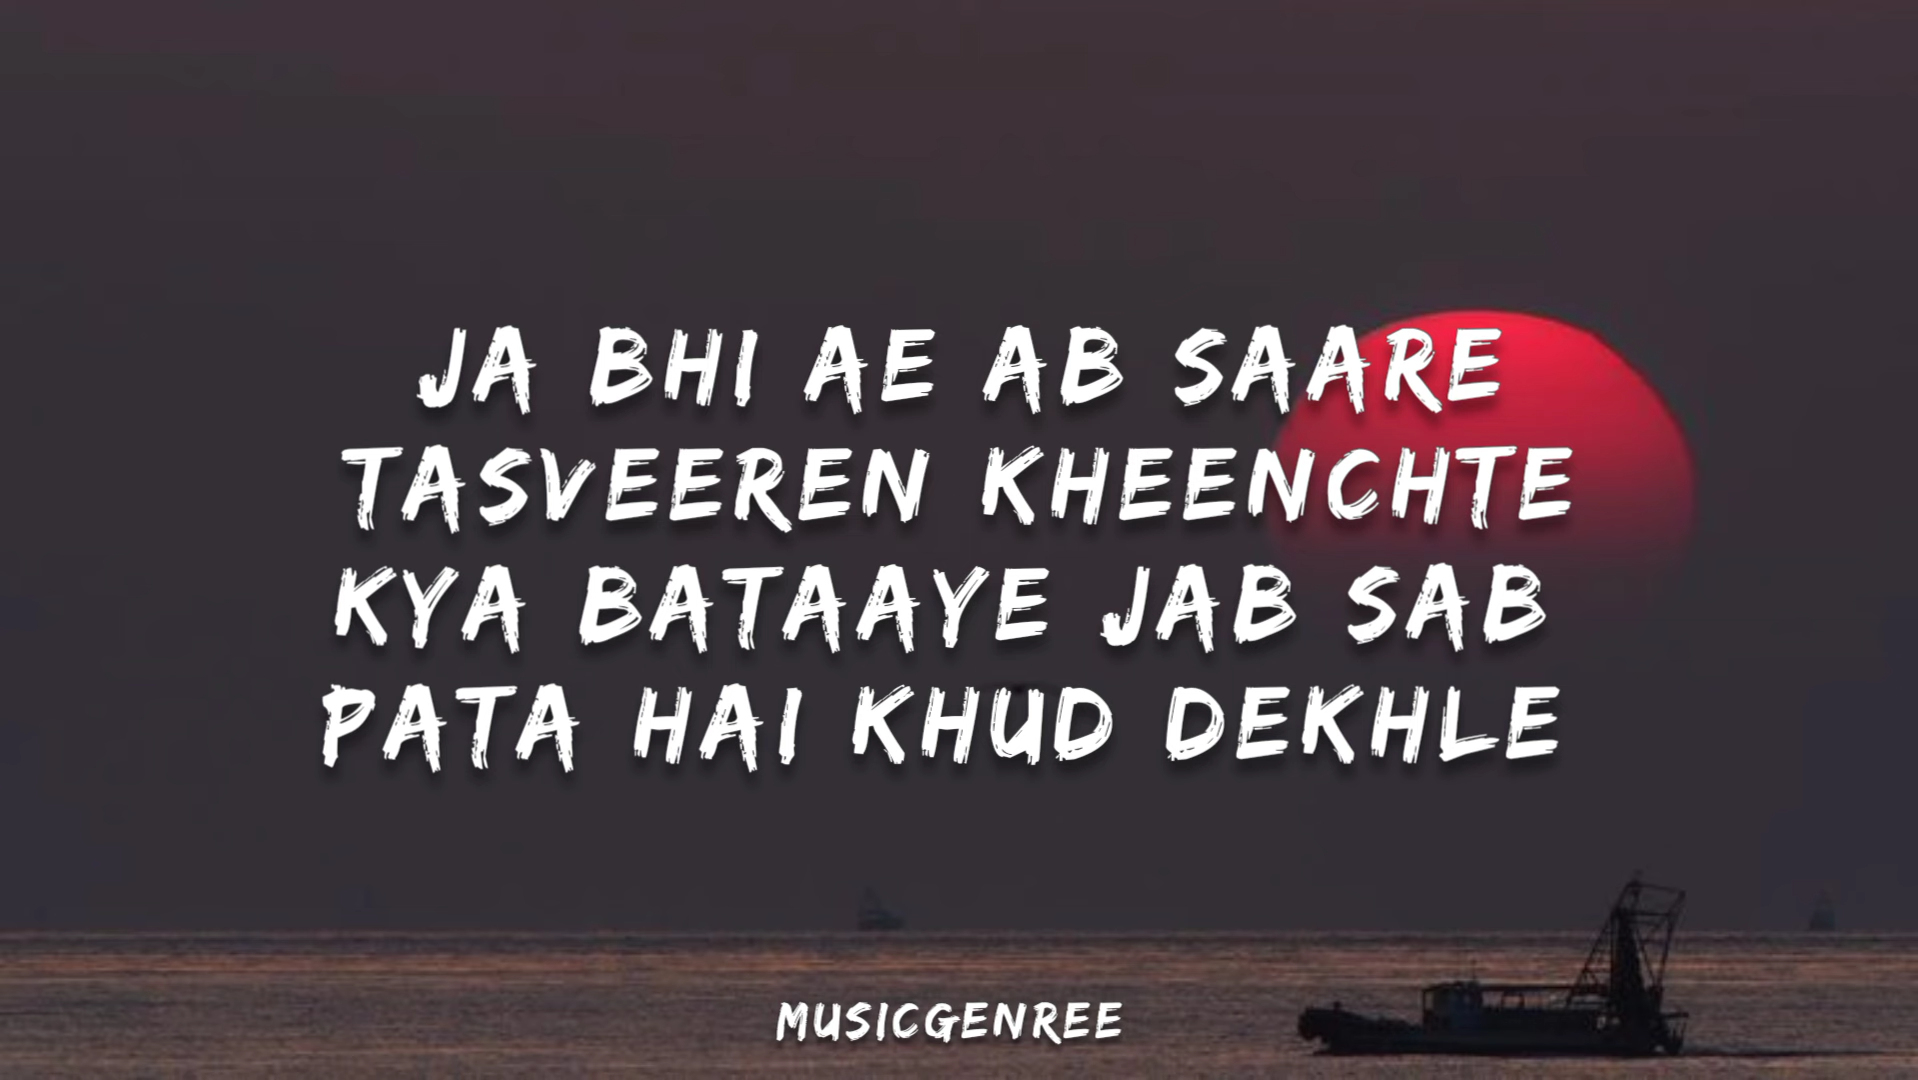 JA BHI AE AB SAARE
TASVEEREN KHEENCHTE
KYA BATAAYE JAB SAB
PATA HAI KHUD DEKHLE
MUSICGENREE